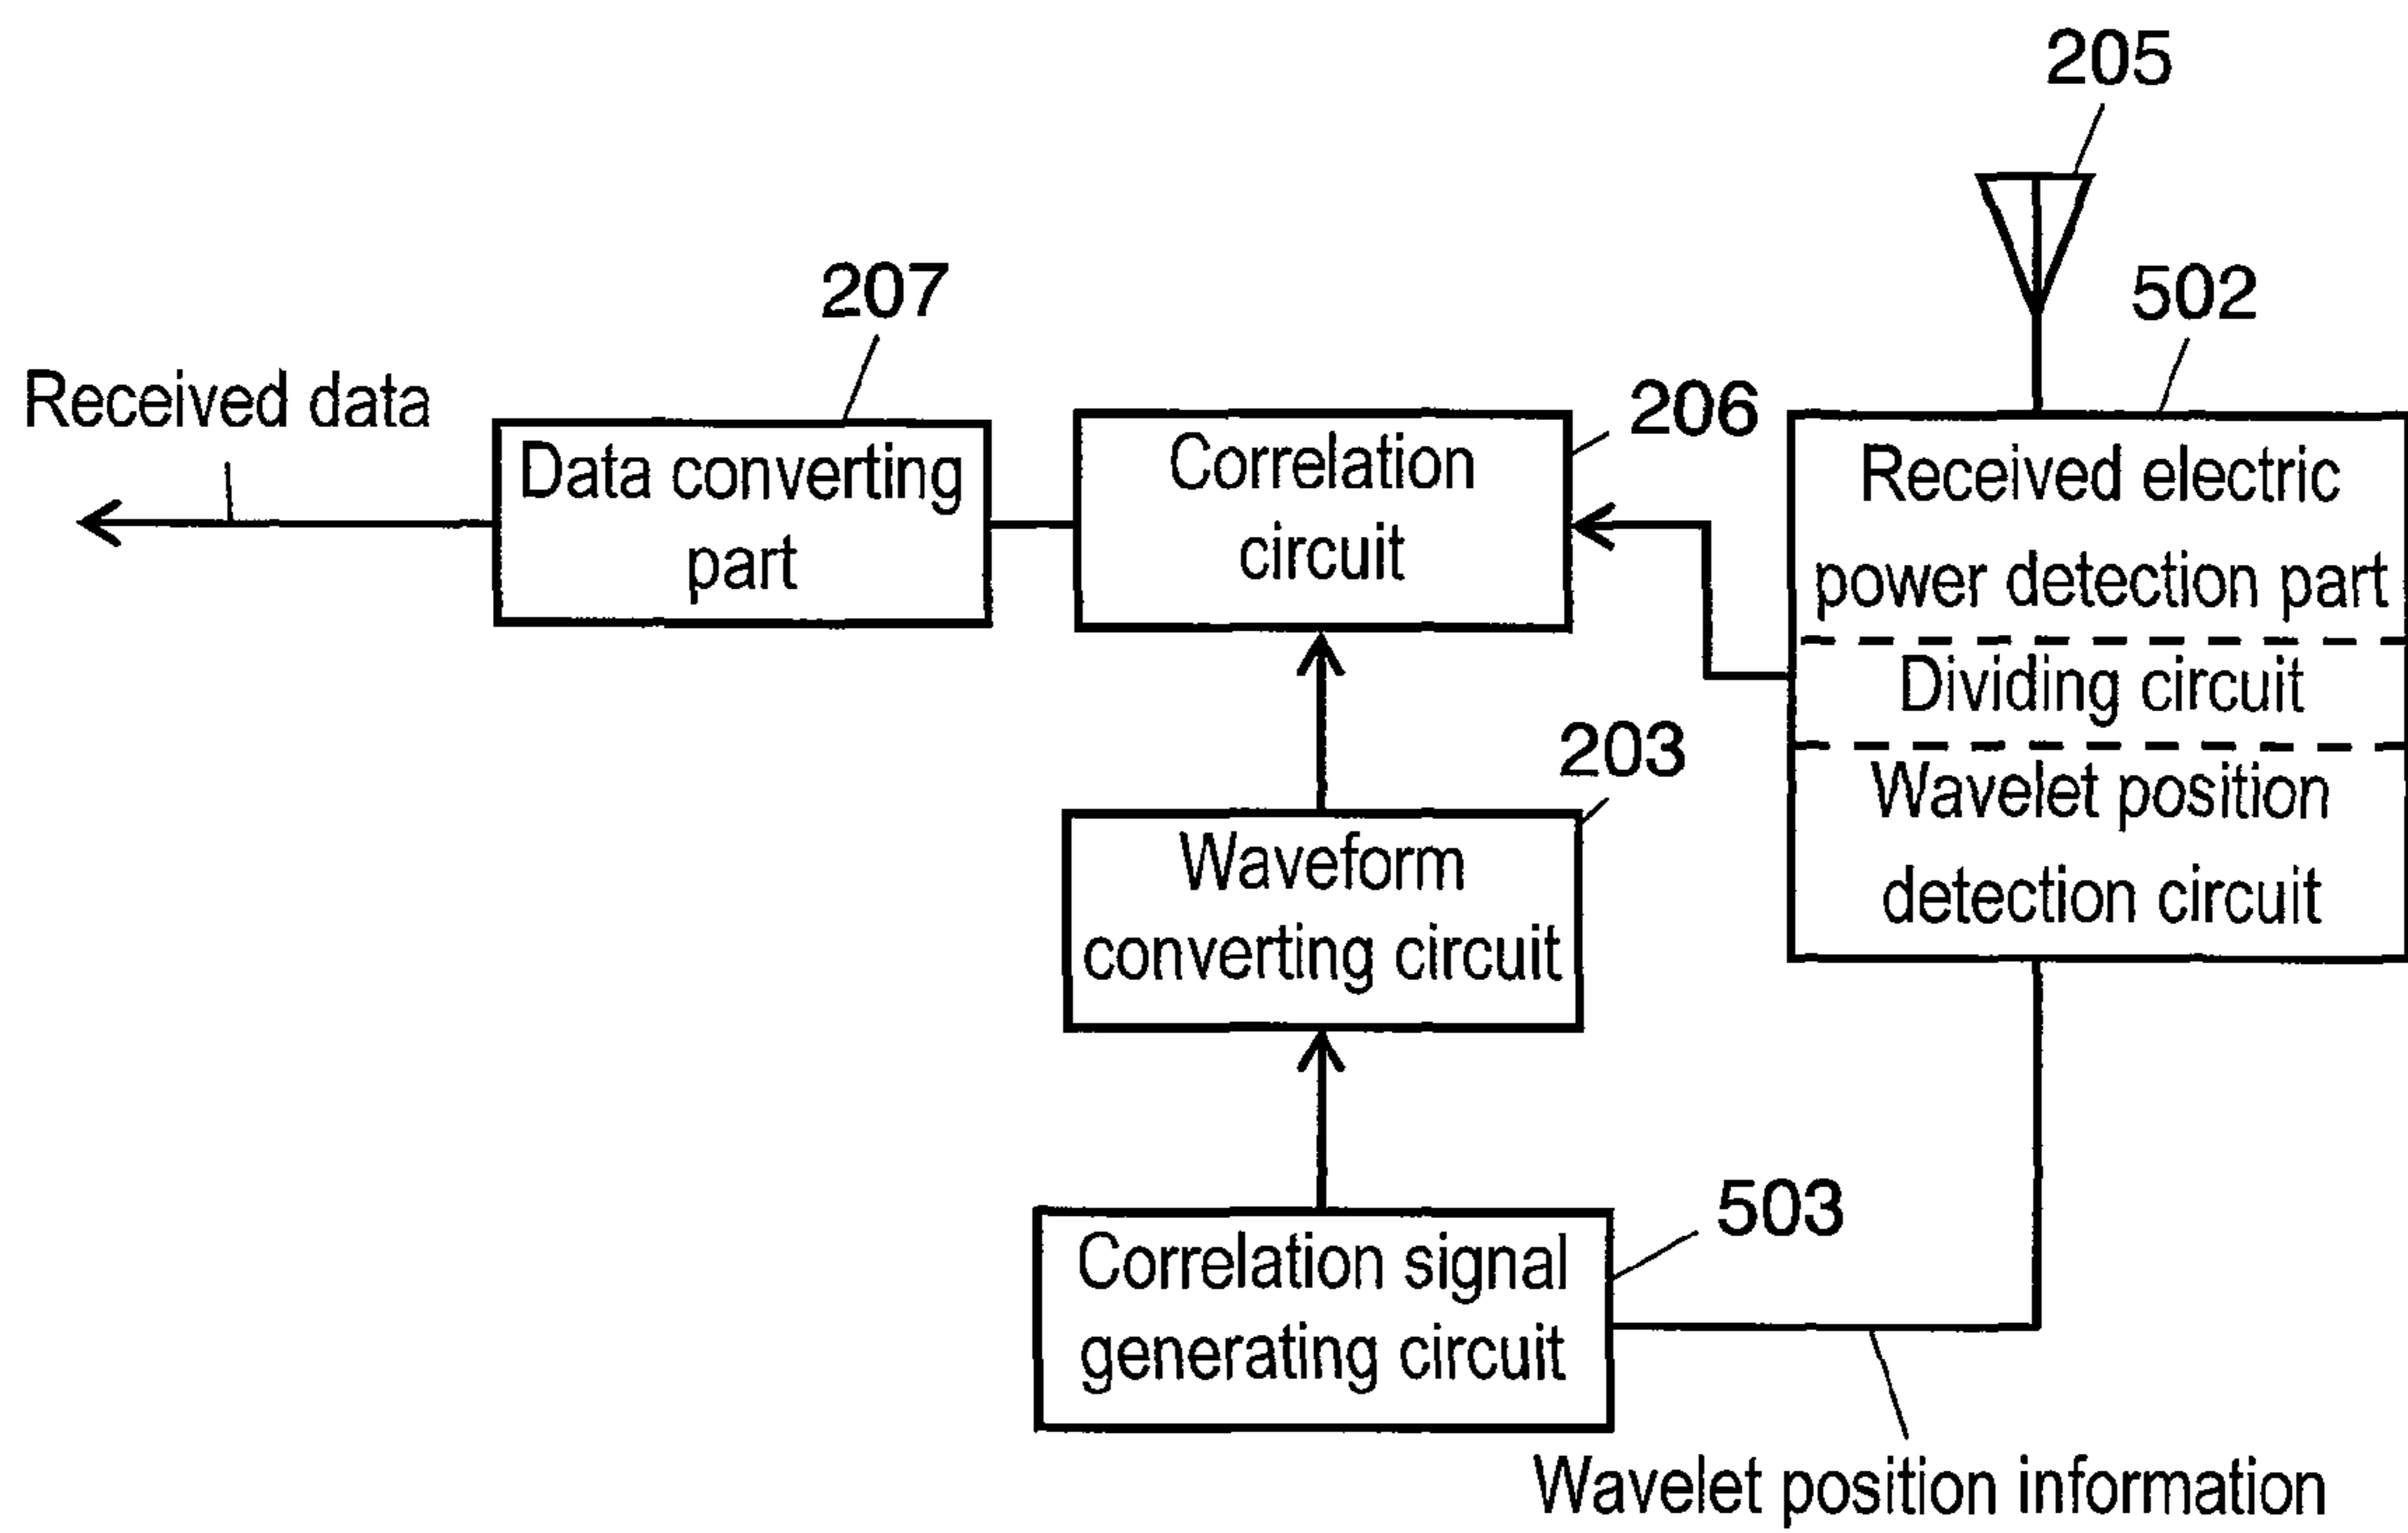 205
207
502
Received data
206
Data converting
part
Correlation
circuit
Received electric
power detection part
Dividing circuit
Wavelet position
detection circuit
203
Waveform
converting circuit
503
Correlation signal
generating circuit
Wavelet position information